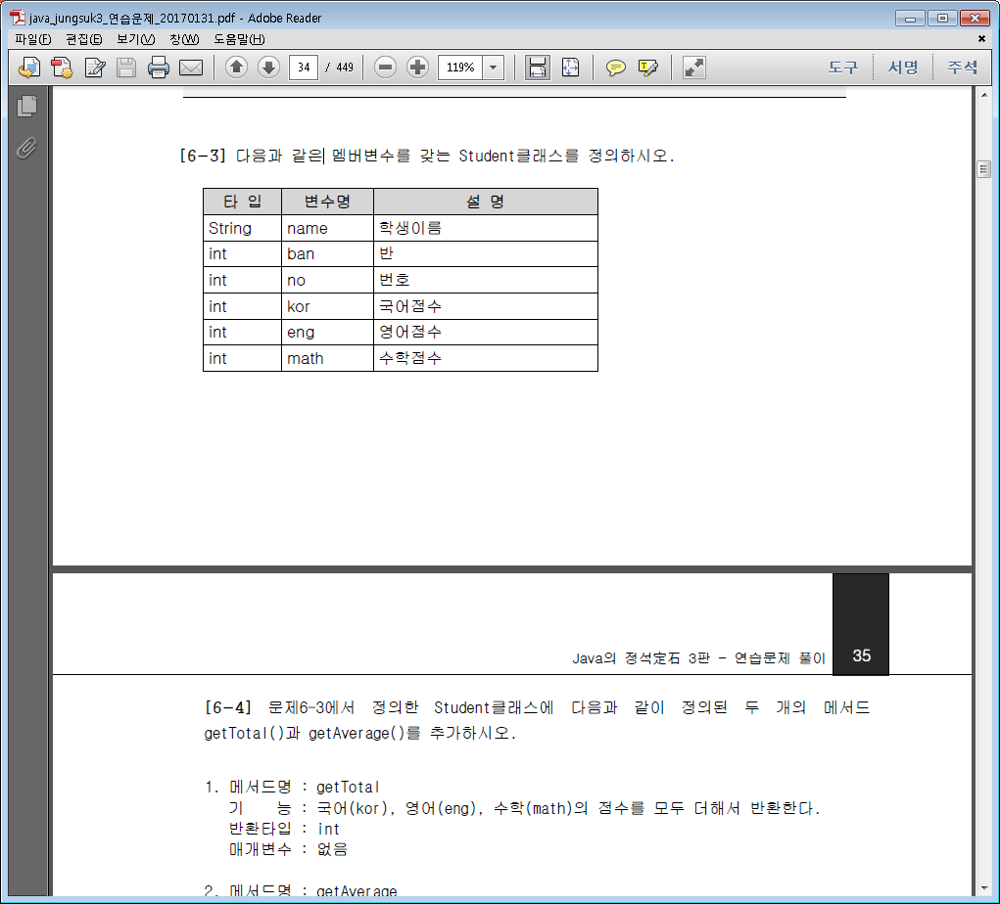 java_jungsuk3_연습문제_20170131.pdf - Adobe Reader
파일(F) 편집(E) 보기(V) 창(W) 도움말(H)
34 / 449 119% 도구 서명 주석
[6-3] 다음과 같은 멤버변수를 갖는 Student클래스를 정의하시오.
타 입 변수명 설 명
String name 학생이름
int ban 반
int no 번호
int kor 국어점수
int eng 영어점수
int math 수학점수
Java의 정석定石 3판 - 연습문제 풀이 35
[6-4] 문제6-3에서 정의한 Student클래스에 다음과 같이 정의된 두 개의 메서드
getTotal()과 getAverage()를 추가하시오.
1. 메서드명 : getTotal
기 능 : 국어(kor), 영어(eng), 수학(math)의 점수를 모두 더해서 반환한다.
반환타입 : int
매개변수 : 없음
2. 메서드명 : getAverage